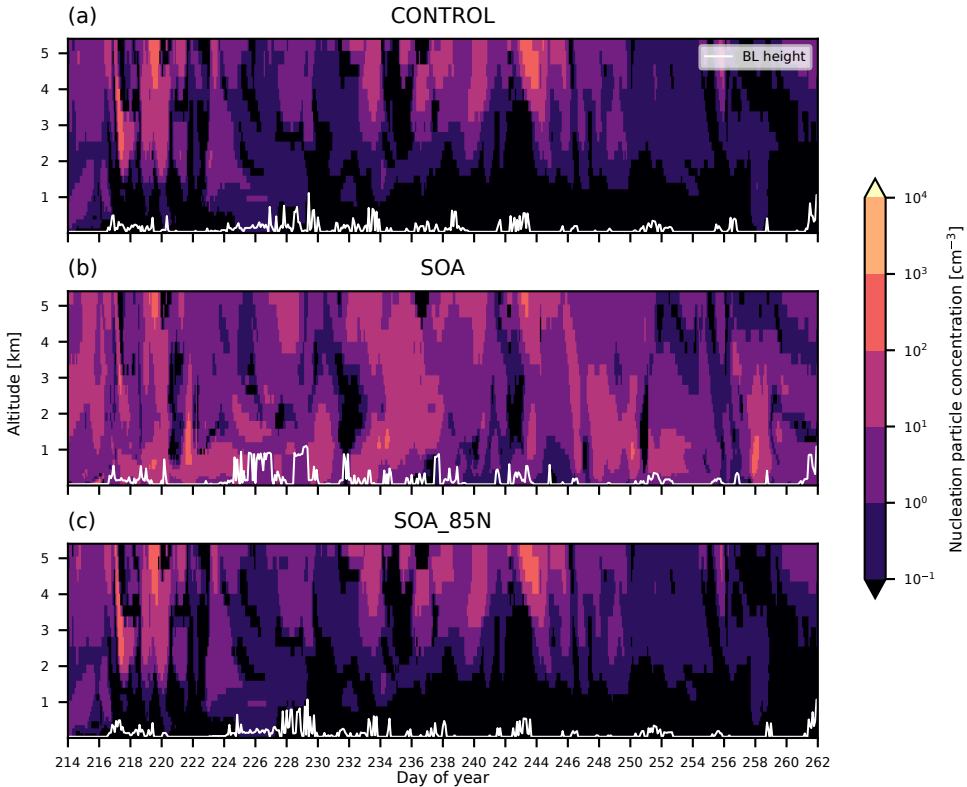 (a) CONTROL
BL height
5
4
3
2
1
(b) SOA
5
4
3
2
1
Altitude [km]
(c) SOA_85N
5
4
3
2
1
214 216 218 220 222 224 226 228 230 232 234 236 238 240 242 244 246 248 250 252 254 256 258 260 262
Day of year
10⁴
10³
10²
10¹
10⁰
10⁻¹
Nucleation particle concentration [cm⁻³]